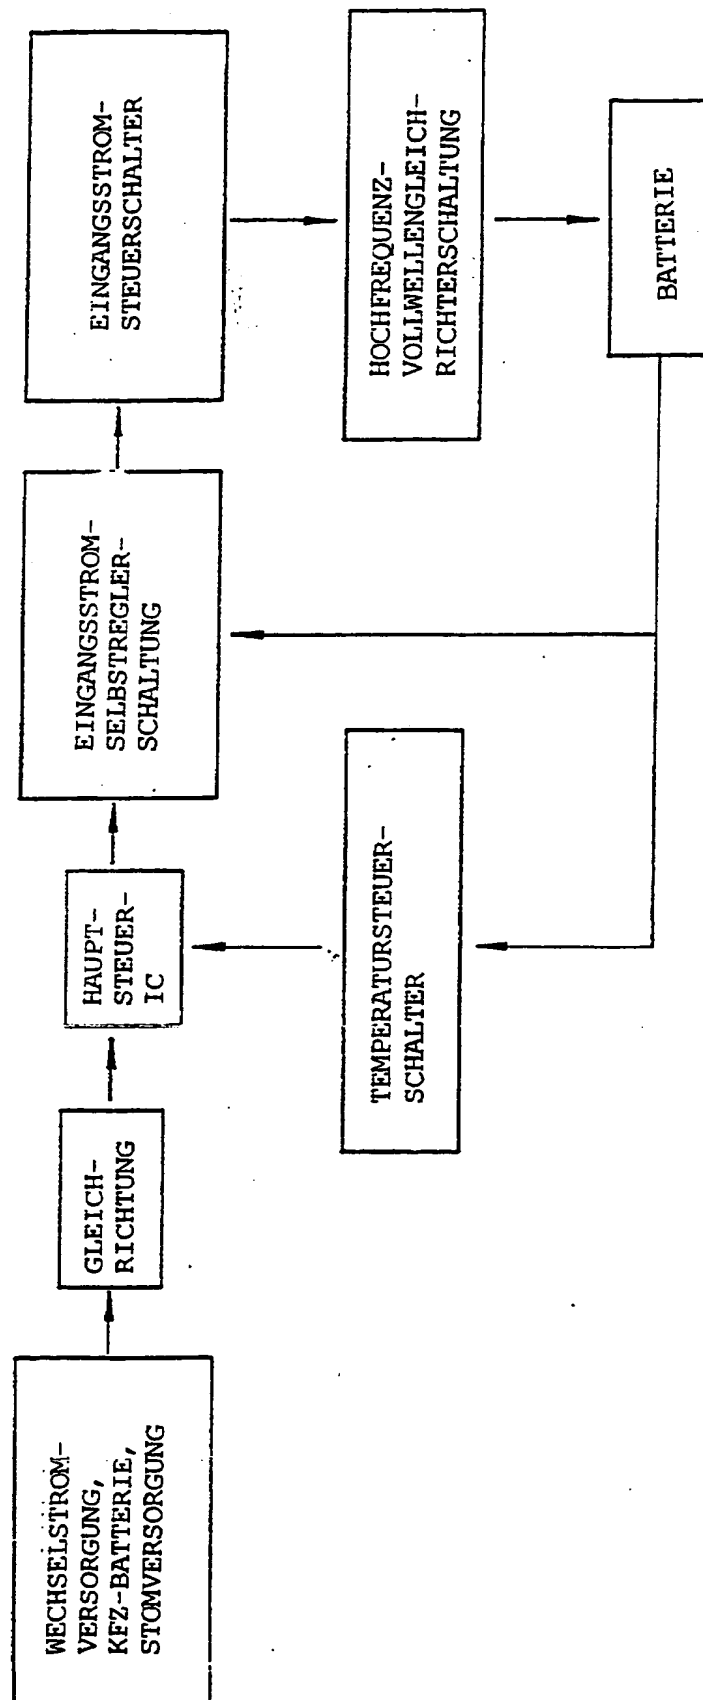 WECHSELSTROM-
VERSORGUNG,
KFZ-BATTERIE,
STOMVERSORGUNG
GLEICH-
RICHTUNG
HAUPT-
STEUER-
IC
EINGANGSSTROM-
SELBSTREGLER-
SCHALTUNG
EINGANGSSTROM-
STEUERSCHALTER
TEMPERATURSTEUER-
SCHALTER
HOCHFREQUENZ-
VOLLWELLENGLEICH-
RICHTERSCHALTUNG
BATTERIE